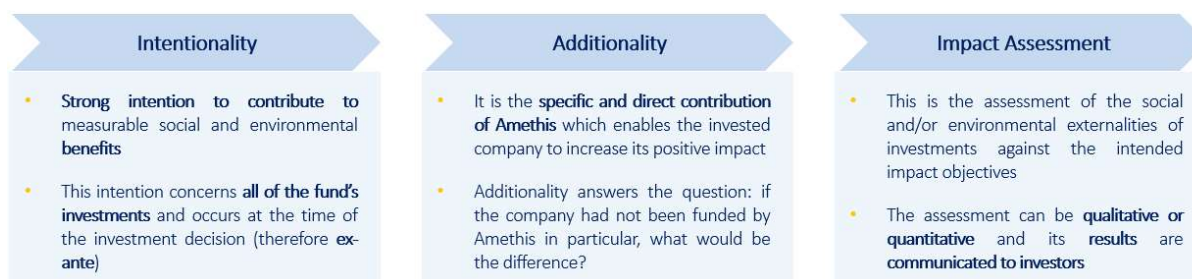 Intentionality
• Strong intention to contribute to
measurable social and environmental
benefits
• This intention concerns all of the fund's
investments and occurs at the time of
the investment decision (therefore ex-
ante)
Additionality
• It is the specific and direct contribution
of Amethis which enables the invested
company to increase its positive impact
• Additionality answers the question: if
the company had not been funded by
Amethis in particular, what would be
the difference?
Impact Assessment
• This is the assessment of the social
and/or environmental externalities of
investments against the intended
impact objectives
• The assessment can be qualitative or
quantitative and its results are
communicated to investors